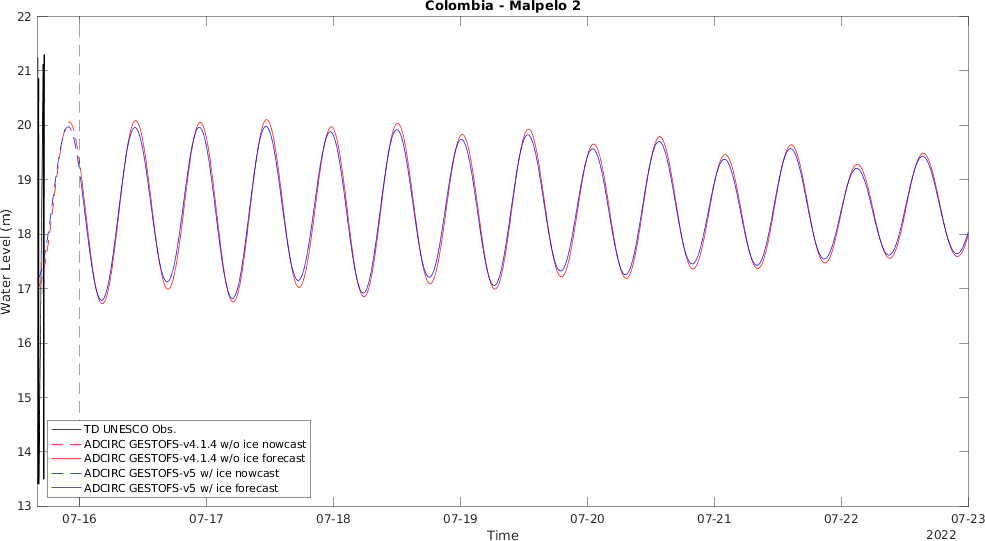 Colombia - Malpelo 2
22
21
20
19
18
17
16
15
14
13
Water Level (m)
TD UNESCO Obs.
ADCIRC GESTOFS-v4.1.4 w/o ice nowcast
ADCIRC GESTOFS-v4.1.4 w/o ice forecast
ADCIRC GESTOFS-v5 w/ ice nowcast
ADCIRC GESTOFS-v5 w/ ice forecast
07-16 07-17 07-18 07-19 07-20 07-21 07-22 07-23
Time
2022